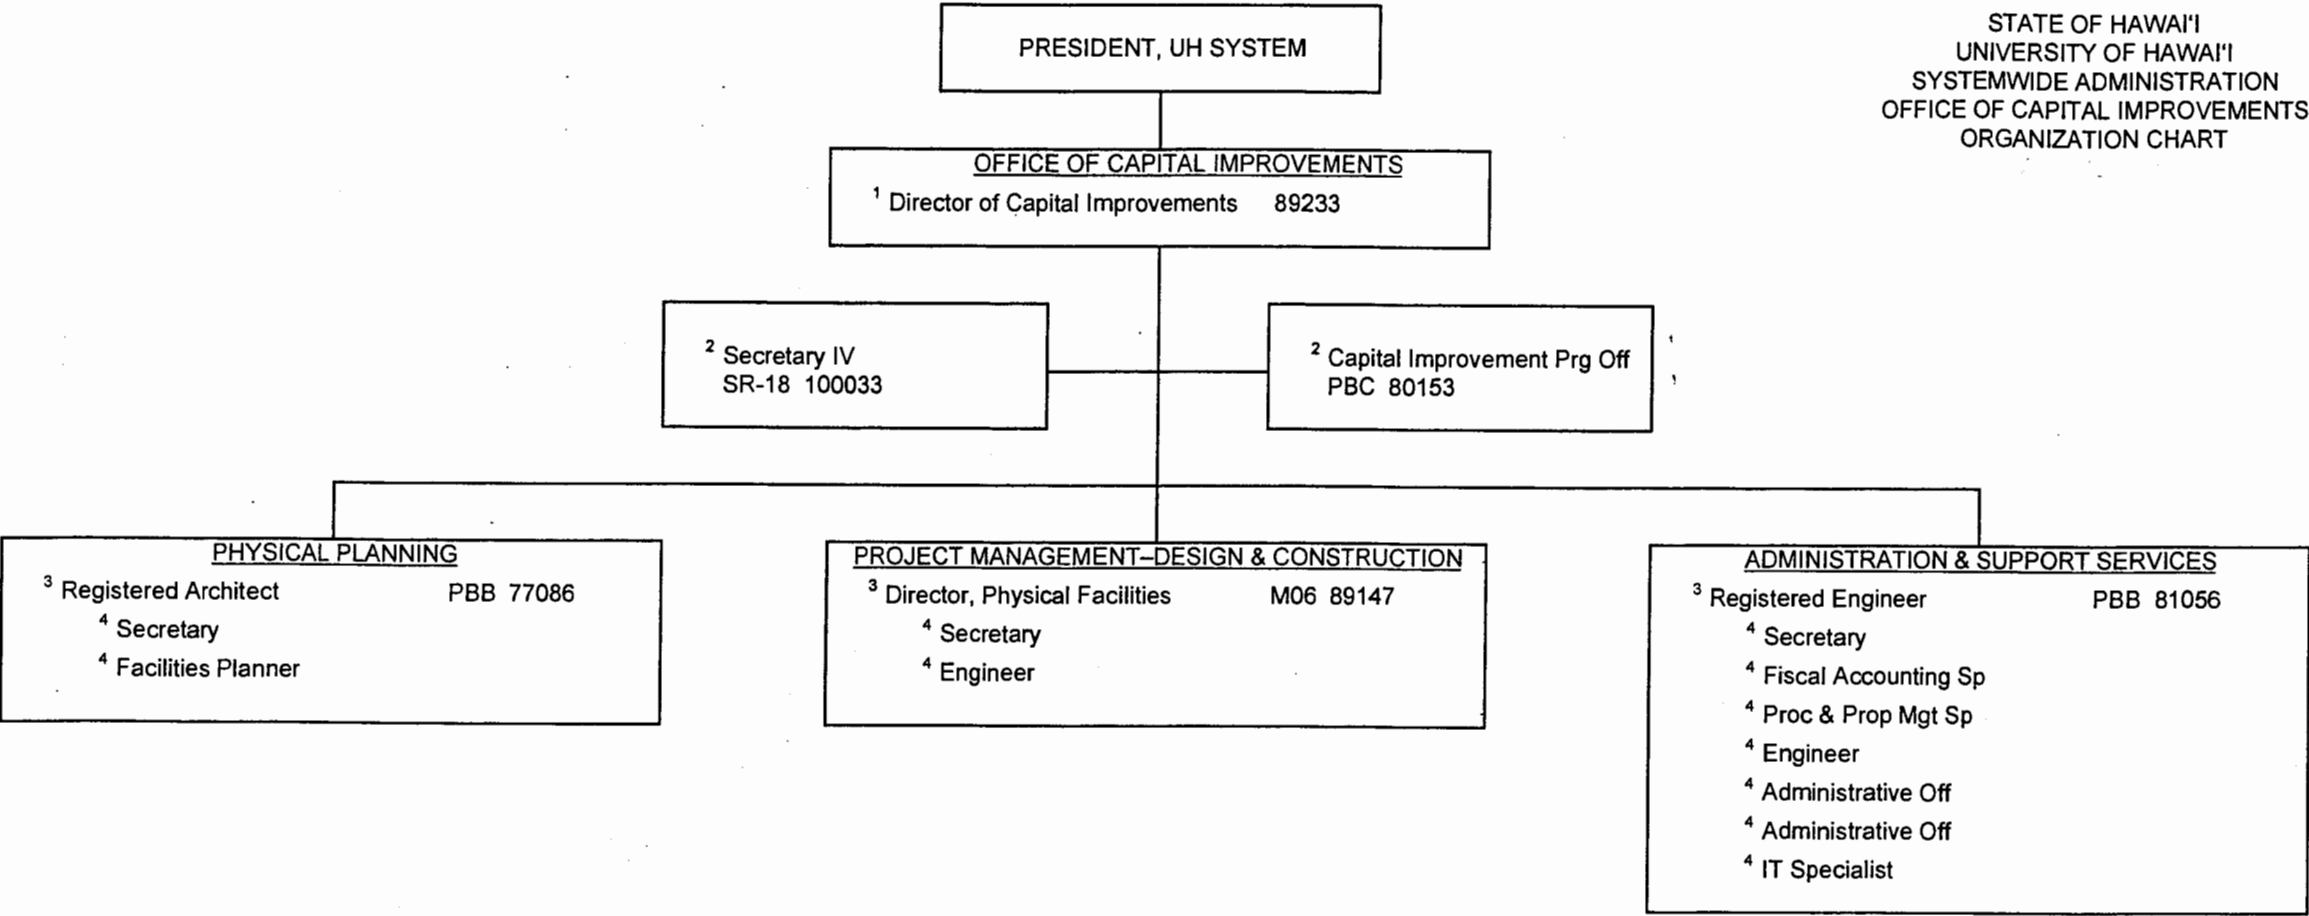 STATE OF HAWAI'I
UNIVERSITY OF HAWAI'I
SYSTEMWIDE ADMINISTRATION
OFFICE OF CAPITAL IMPROVEMENTS
ORGANIZATION CHART
PRESIDENT, UH SYSTEM
OFFICE OF CAPITAL IMPROVEMENTS
1 Director of Capital Improvements 89233
2 Secretary IV
SR-18 100033
2 Capital Improvement Prg Off
PBC 80153
PHYSICAL PLANNING
3 Registered Architect PBB 77086
4 Secretary
4 Facilities Planner
PROJECT MANAGEMENT–DESIGN & CONSTRUCTION
3 Director, Physical Facilities M06 89147
4 Secretary
4 Engineer
ADMINISTRATION & SUPPORT SERVICES
3 Registered Engineer PBB 81056
4 Secretary
4 Fiscal Accounting Sp
4 Proc & Prop Mgt Sp
4 Engineer
4 Administrative Off
4 Administrative Off
4 IT Specialist